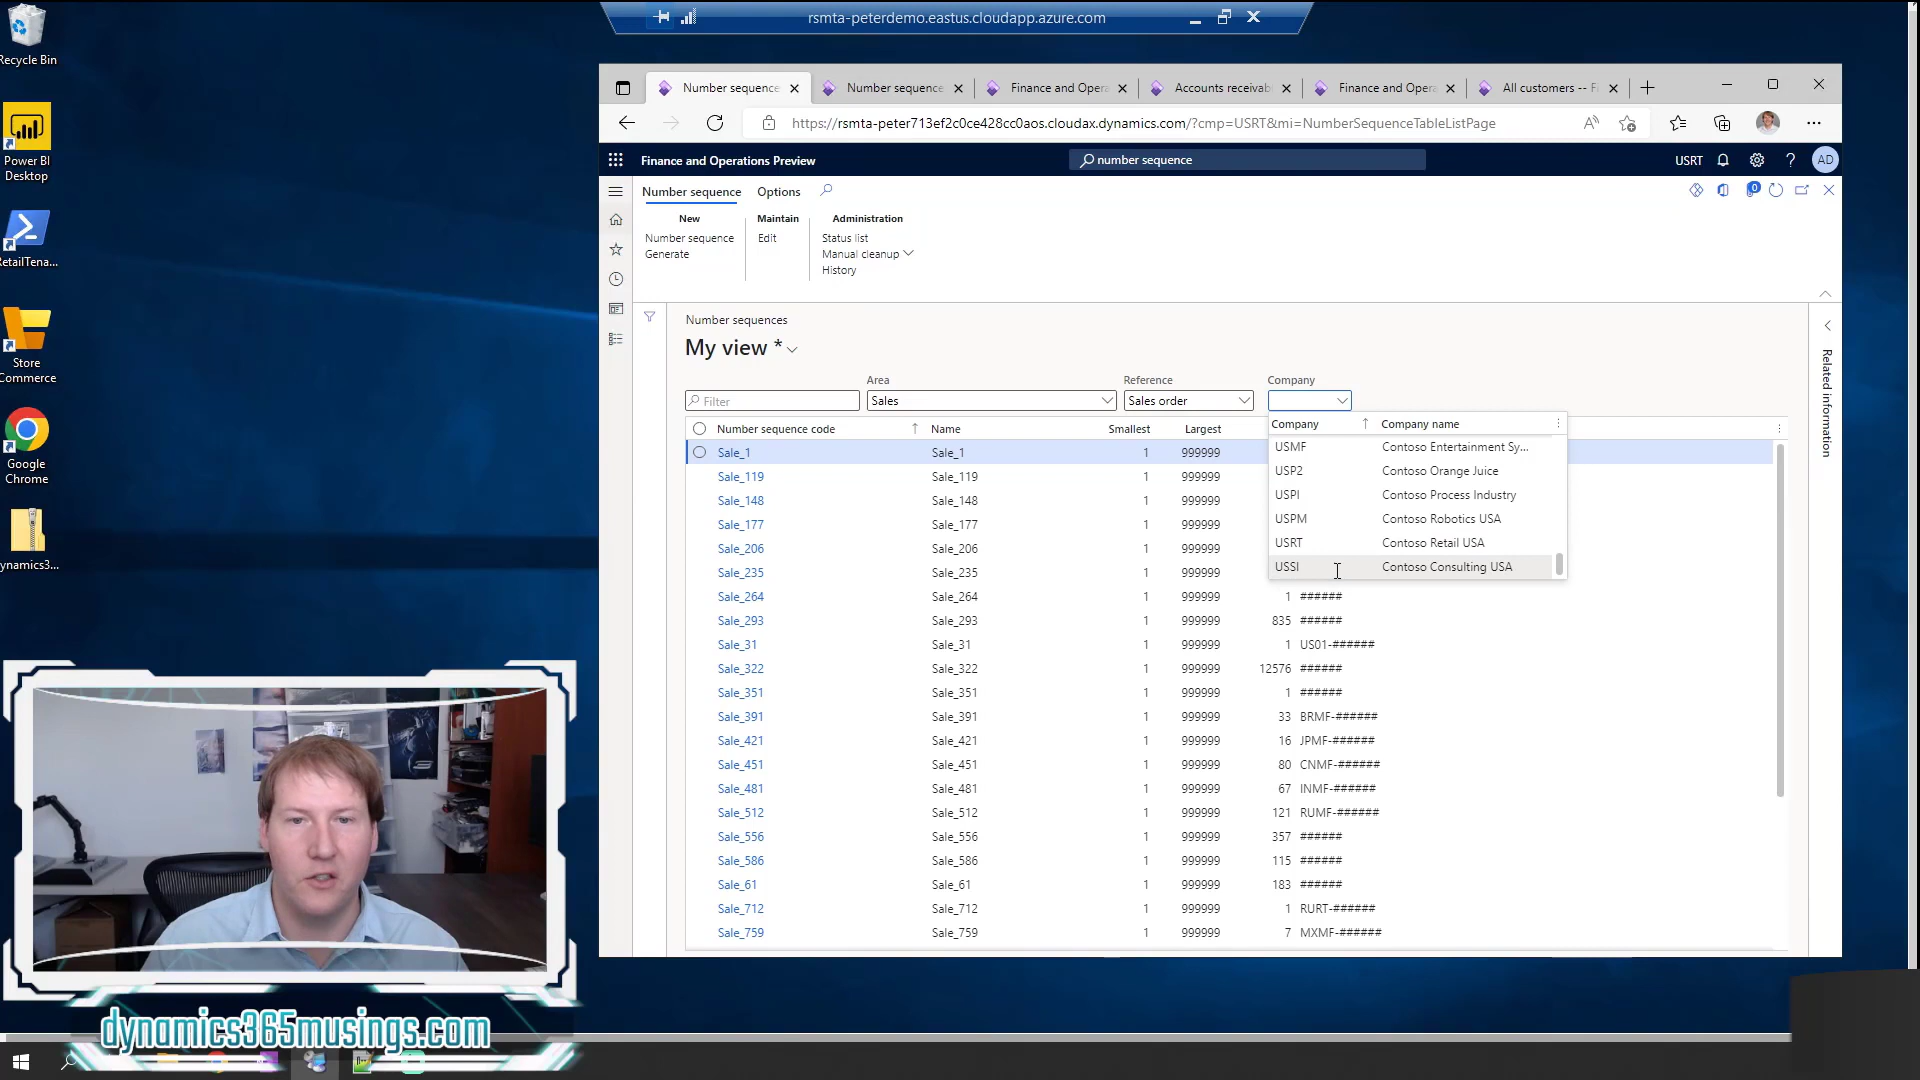 rsmta-peterdemo.eastus.cloudapp.azure.com
Recycle Bin
Power BI
Desktop
RetailTena...
Store
Commerce
Google
Chrome
ynamics3...
Number sequence
Number sequence
Finance and Opera
Accounts receivab
Finance and Opera
All customers -- F
https://rsmta-peter713ef2c0ce428cc0aos.cloudax.dynamics.com/?cmp=USRT&mi=NumberSequenceTableListPage
Finance and Operations Preview
number sequence
USRT
?
AD
Number sequence
Options
0
New
Maintain
Administration
Number sequence
Edit
Status list
Generate
Manual cleanup
History
Number sequences
My view *
Related information
Area
Reference
Company
Filter
Sales
Sales order
Number sequence code
Name
Smallest
Largest
Company
Company name
USMF Contoso Entertainment Sy...
USP2 Contoso Orange Juice
USPI Contoso Process Industry
USPM Contoso Robotics USA
USRT Contoso Retail USA
USSI Contoso Consulting USA
Sale_1 Sale_1 1 999999
Sale_119 Sale_119 1 999999
Sale_148 Sale_148 1 999999
Sale_177 Sale_177 1 999999
Sale_206 Sale_206 1 999999
Sale_235 Sale_235 1 999999
Sale_264 Sale_264 1 999999 1 ######
Sale_293 Sale_293 1 999999 835 ######
Sale_31 Sale_31 1 999999 1 US01-######
Sale_322 Sale_322 1 999999 12576 ######
Sale_351 Sale_351 1 999999 1 ######
Sale_391 Sale_391 1 999999 33 BRMF-######
Sale_421 Sale_421 1 999999 16 JPMF-######
Sale_451 Sale_451 1 999999 80 CNMF-######
Sale_481 Sale_481 1 999999 67 INMF-######
Sale_512 Sale_512 1 999999 121 RUMF-######
Sale_556 Sale_556 1 999999 357 ######
Sale_586 Sale_586 1 999999 115 ######
Sale_61 Sale_61 1 999999 183 ######
Sale_712 Sale_712 1 999999 1 RURT-######
Sale_759 Sale_759 1 999999 7 MXMF-######
dynamics365musings.com